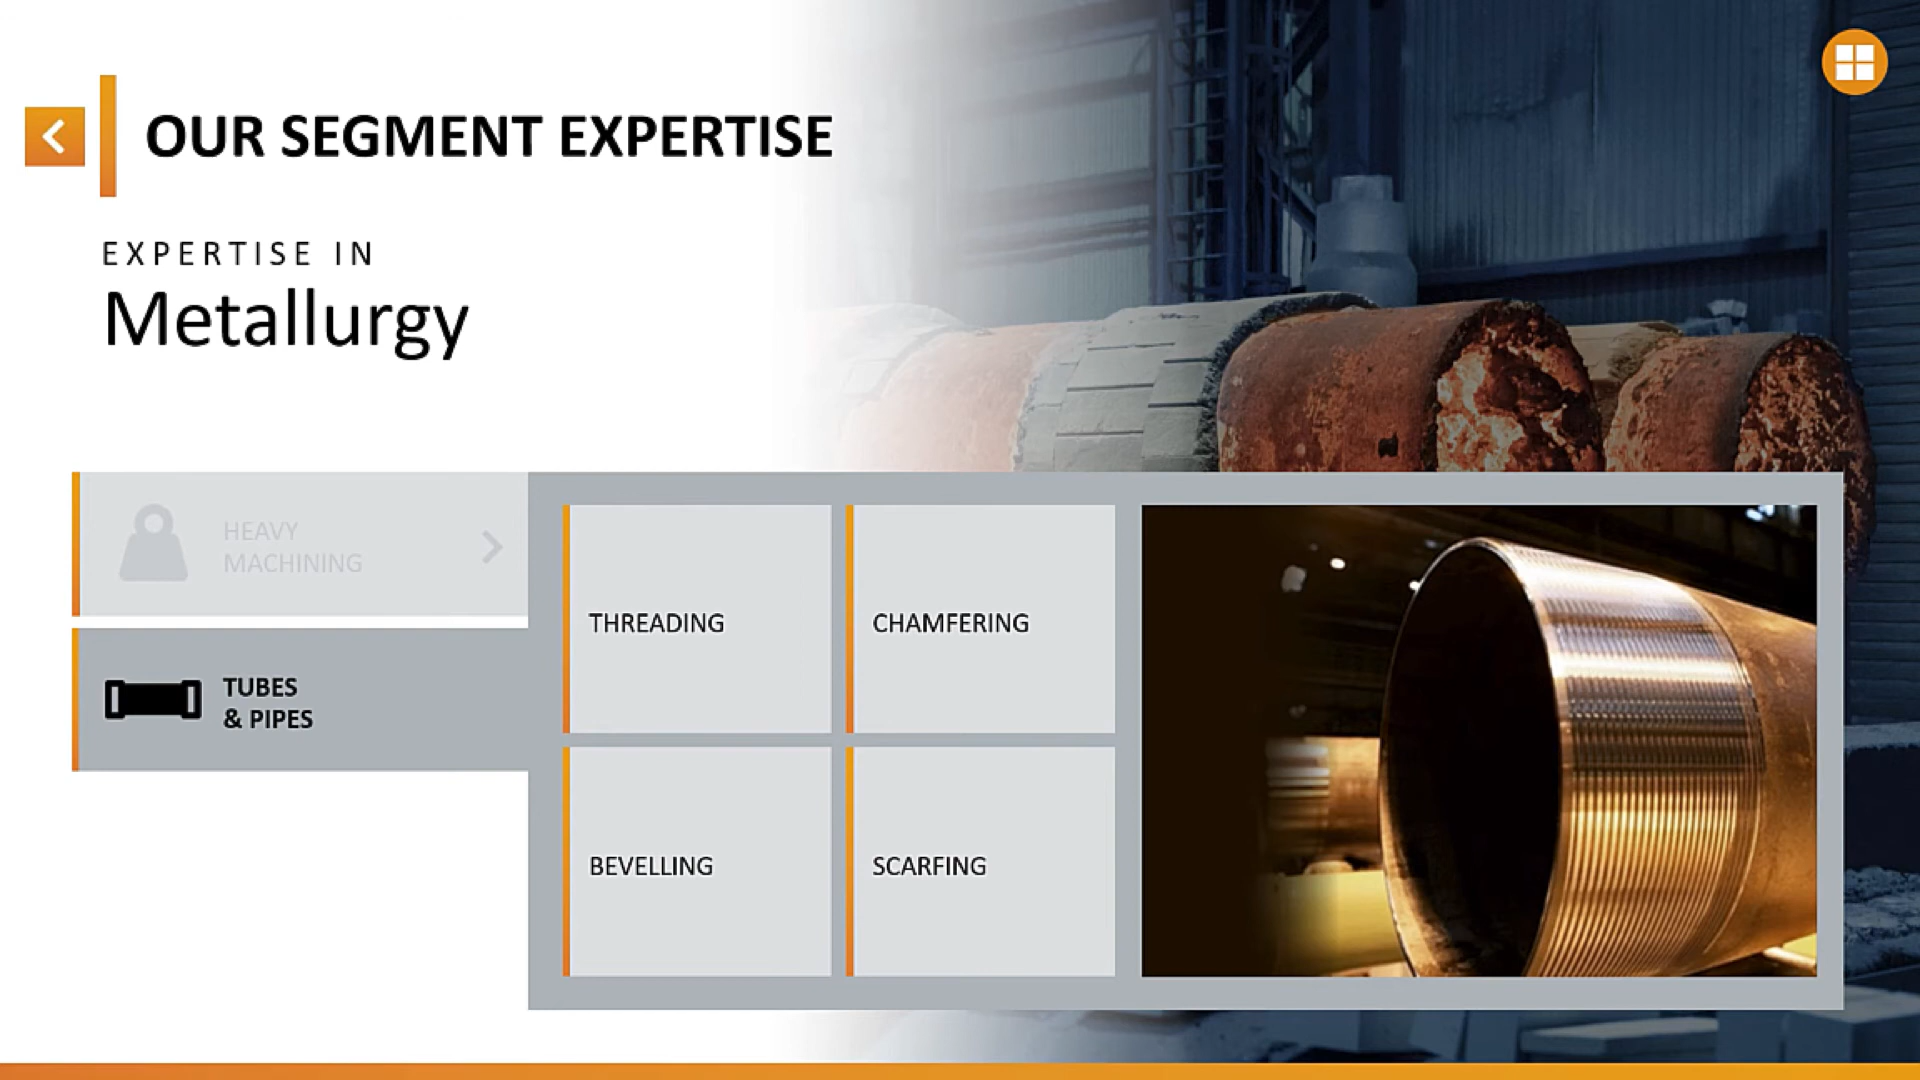 OUR SEGMENT EXPERTISE
EXPERTISE IN
Metallurgy
HEAVY
MACHINING
TUBES
& PIPES
THREADING
CHAMFERING
BEVELLING
SCARFING